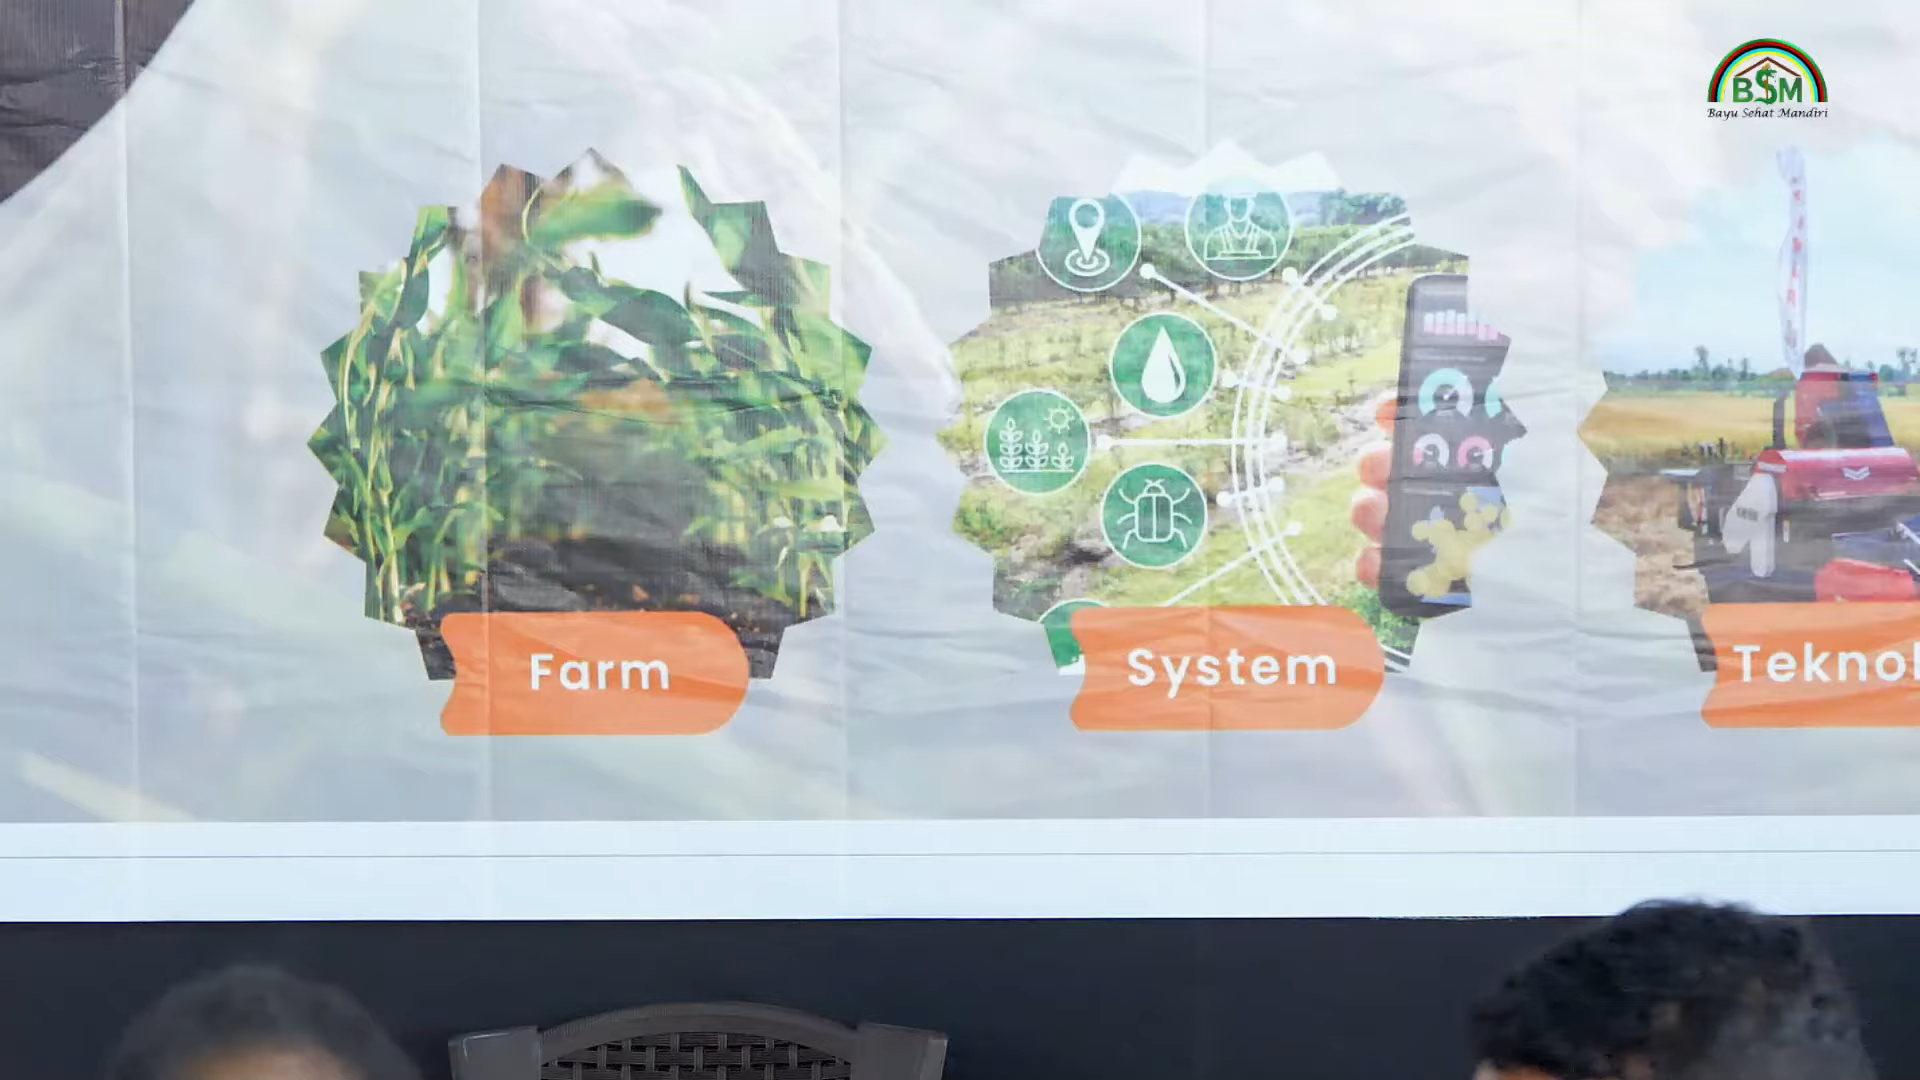 BSM
Bayu Sehat Mandiri
Farm
System
Teknol